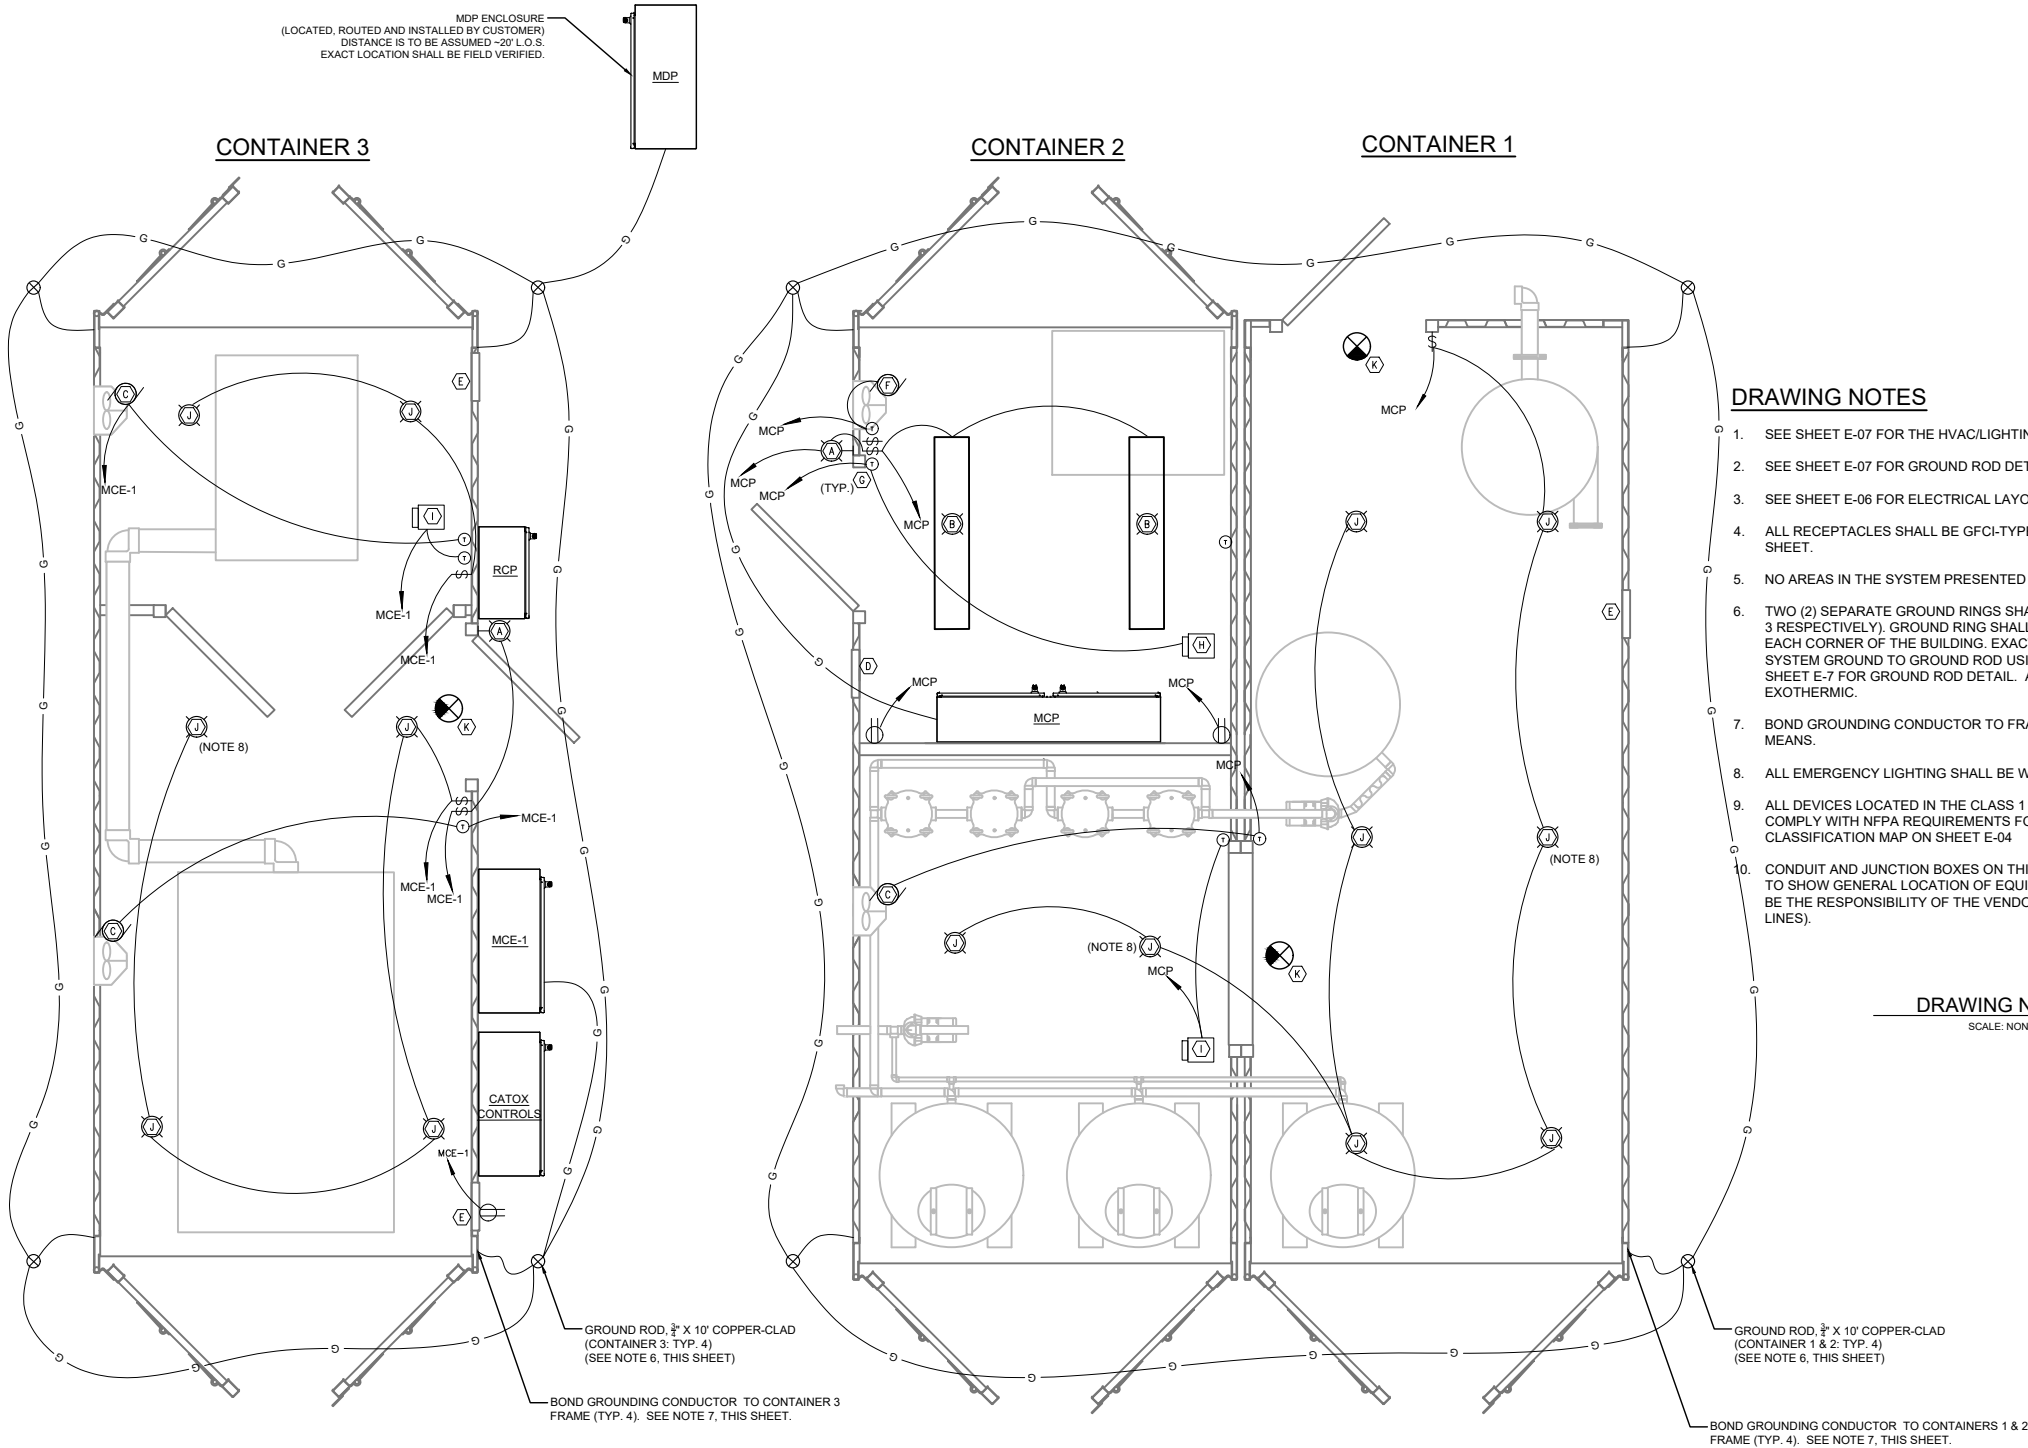 MDP ENCLOSURE
(LOCATED, ROUTED AND INSTALLED BY CUSTOMER)
DISTANCE IS TO BE ASSUMED ~20' L.O.S.
EXACT LOCATION SHALL BE FIELD VERIFIED.
MDP
CONTAINER 3
CONTAINER 2
CONTAINER 1
G
G
G
G
G
G
G
G
G
G
C
J
J
E
MCE-1
I
T
T
S
RCP
MCE-1
A
MCE-1
K
J
(NOTE 8)
J
S
S
T
MCE-1
MCE-1
MCE-1
C
MCE-1
CATOX
CONTROLS
J
J
MCE-1
E
F
MCP
T
A
S
S
MCP
MCP
T
(TYP.)
G
MCP
B
B
T
H
D
MCP
MCP
MCP
MCP
T
T
C
J
(NOTE 8)
J
MCP
I
K
K
S
MCP
J
J
E
J
J
(NOTE 8)
J
J
DRAWING NOTES
1. SEE SHEET E-07 FOR THE HVAC/LIGHTIN
2. SEE SHEET E-07 FOR GROUND ROD DET
3. SEE SHEET E-06 FOR ELECTRICAL LAYO
4. ALL RECEPTACLES SHALL BE GFCI-TYPE
SHEET.
5. NO AREAS IN THE SYSTEM PRESENTED
6. TWO (2) SEPARATE GROUND RINGS SHA
3 RESPECTIVELY). GROUND RING SHALL
EACH CORNER OF THE BUILDING. EXAC
SYSTEM GROUND TO GROUND ROD USI
SHEET E-7 FOR GROUND ROD DETAIL. A
EXOTHERMIC.
7. BOND GROUNDING CONDUCTOR TO FRA
MEANS.
8. ALL EMERGENCY LIGHTING SHALL BE W
9. ALL DEVICES LOCATED IN THE CLASS 1
COMPLY WITH NFPA REQUIREMENTS FO
CLASSIFICATION MAP ON SHEET E-04
10. CONDUIT AND JUNCTION BOXES ON THI
TO SHOW GENERAL LOCATION OF EQUI
BE THE RESPONSIBILITY OF THE VENDO
LINES).
DRAWING N
SCALE: NON
GROUND ROD, 3/4" X 10' COPPER-CLAD
(CONTAINER 3: TYP. 4)
(SEE NOTE 6, THIS SHEET)
BOND GROUNDING CONDUCTOR TO CONTAINER 3
FRAME (TYP. 4). SEE NOTE 7, THIS SHEET.
GROUND ROD, 3/4" X 10' COPPER-CLAD
(CONTAINER 1 & 2: TYP. 4)
(SEE NOTE 6, THIS SHEET)
BOND GROUNDING CONDUCTOR TO CONTAINERS 1 & 2
FRAME (TYP. 4). SEE NOTE 7, THIS SHEET.